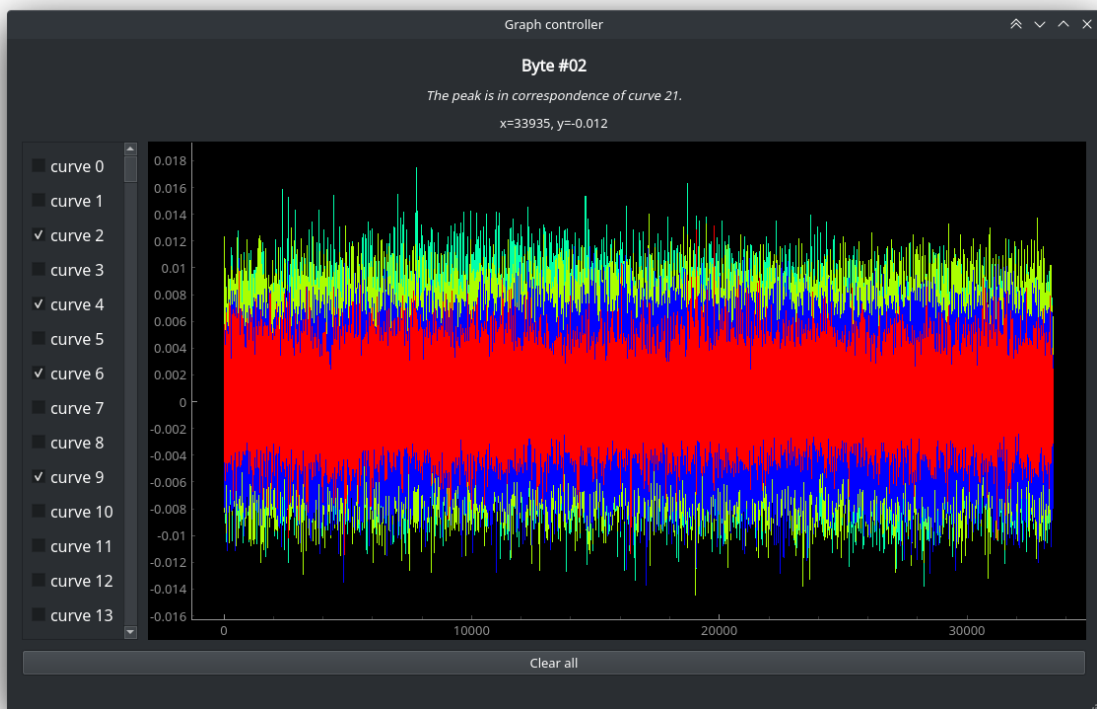 Graph controller
Byte #02
The peak is in correspondence of curve 21.
x=33935, y=-0.012
curve 0
curve 1
curve 2
curve 3
curve 4
curve 5
curve 6
curve 7
curve 8
curve 9
curve 10
curve 11
curve 12
curve 13
0.018
0.016
0.014
0.012
0.01
0.008
0.006
0.004
0.002
0
-0.002
-0.004
-0.006
-0.008
-0.01
-0.012
-0.014
-0.016
0 10000 20000 30000
Clear all